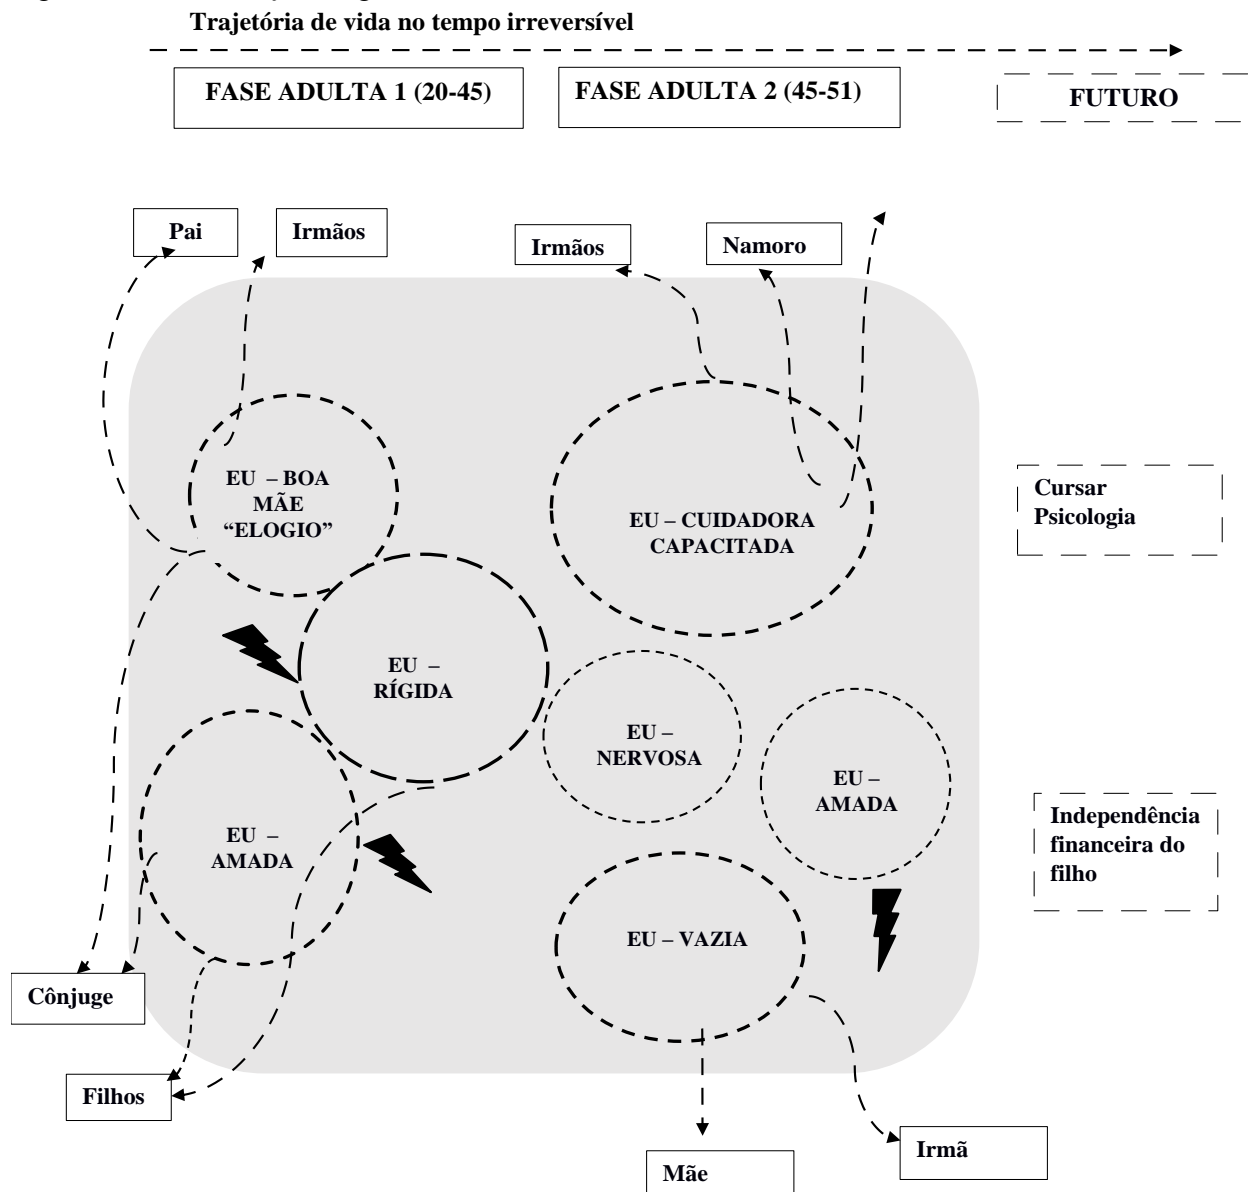 Trajetória de vida no tempo irreversível
FASE ADULTA 1 (20-45)
FASE ADULTA 2 (45-51)
FUTURO
Pai
Irmãos
Irmãos
Namoro
EU – BOA
MÃE
“ELOGIO”
EU – CUIDADORA
CAPACITADA
Cursar
Psicologia
EU –
RÍGIDA
EU –
NERVOSA
EU –
AMADA
EU –
AMADA
Independência
financeira do
filho
EU – VAZIA
Cônjuge
Filhos
Mãe
Irmã